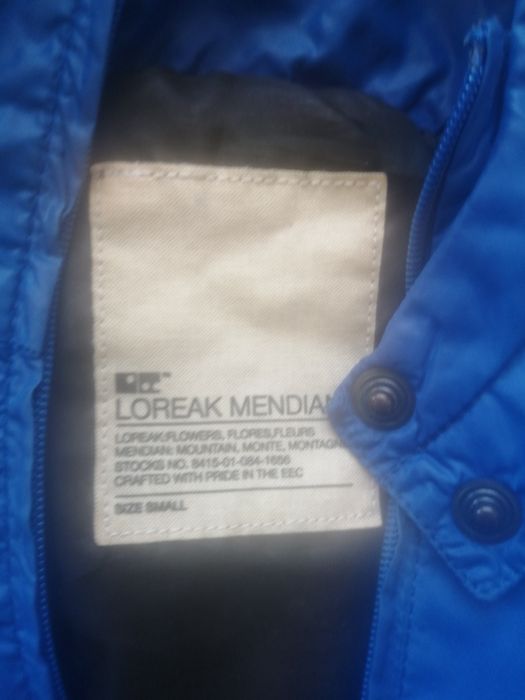 LOREAK MENDIAN
LOREAK:FLOWERS, FLORES,FLEURS
MENDIAN: MOUNTAIN, MONTE, MONTAGN
STOCKS NO. 8415-01-084-1656
CRAFTED WITH PRIDE IN THE EEC
SIZE SMALL